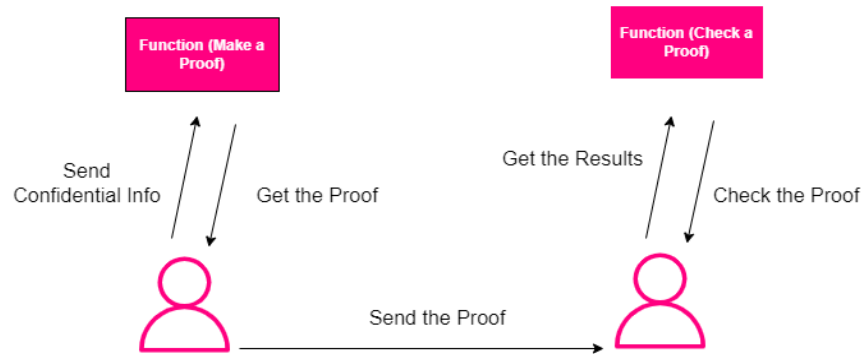 Function (Make a
Proof)
Function (Check a
Proof)
Send
Confidential Info
Get the Proof
Get the Results
Check the Proof
Send the Proof